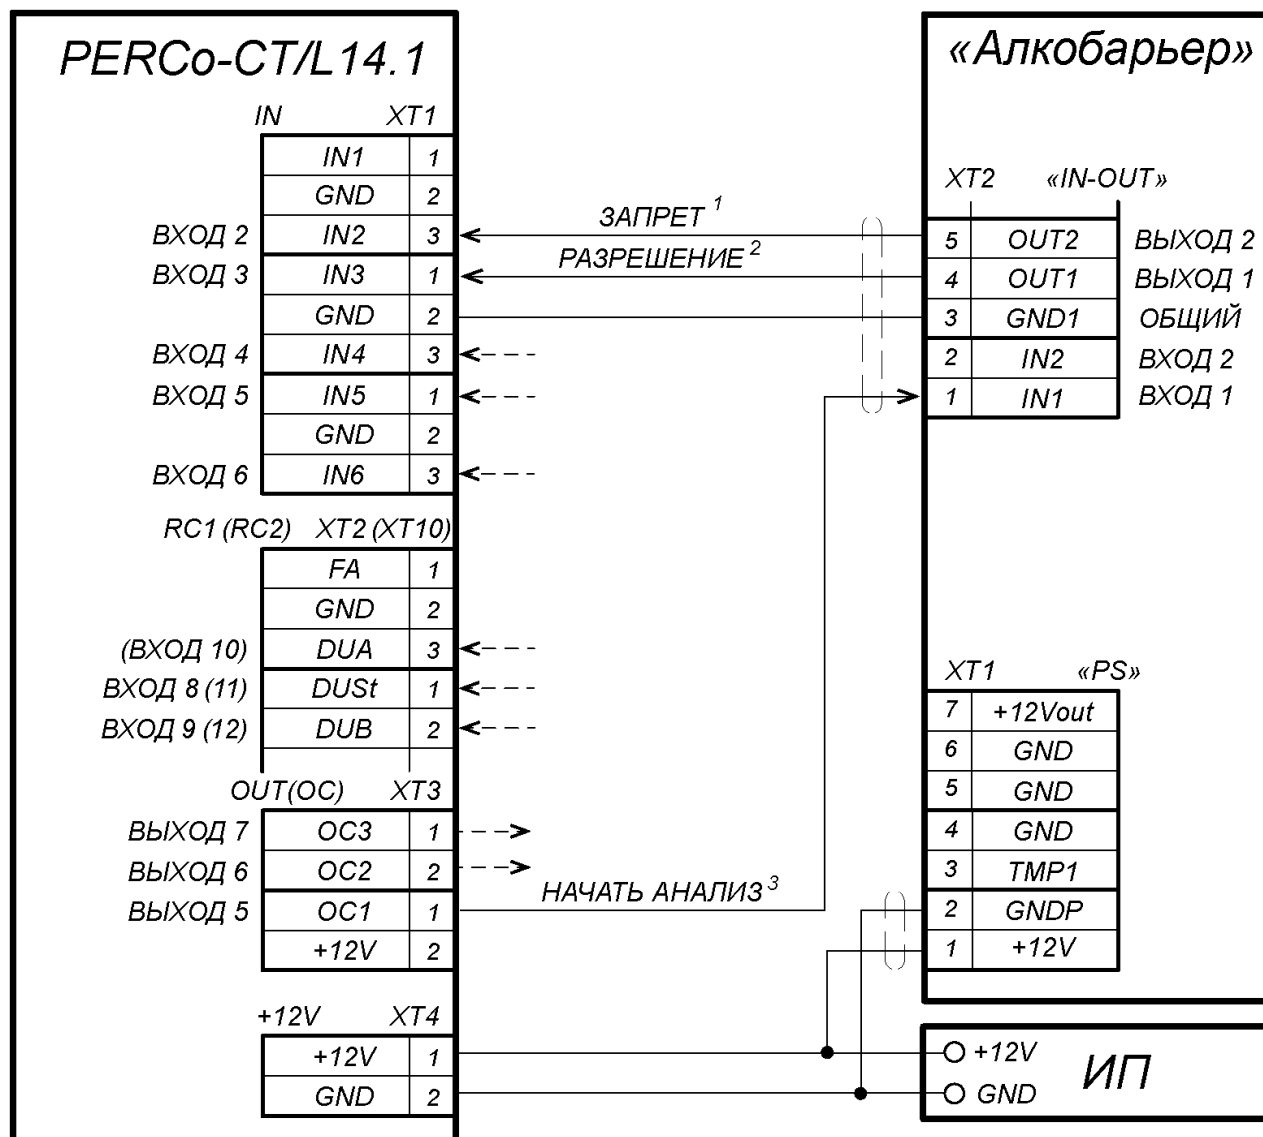 PERCo-CT/L14.1
IN XT1
IN1 1
GND 2
ВХОД 2 IN2 3
ВХОД 3 IN3 1
GND 2
ВХОД 4 IN4 3
ВХОД 5 IN5 1
GND 2
ВХОД 6 IN6 3
RC1 (RC2) XT2 (XT10)
FA 1
GND 2
(ВХОД 10) DUA 3
ВХОД 8 (11) DUSt 1
ВХОД 9 (12) DUB 2
OUT(OC) XT3
ВЫХОД 7 OC3 1
ВЫХОД 6 OC2 2
ВЫХОД 5 OC1 1
+12V 2
+12V XT4
+12V 1
GND 2
ЗАПРЕТ 1
РАЗРЕШЕНИЕ 2
НАЧАТЬ АНАЛИЗ 3
«Алкобарьер»
XT2 «IN-OUT»
5 OUT2 ВЫХОД 2
4 OUT1 ВЫХОД 1
3 GND1 ОБЩИЙ
2 IN2 ВХОД 2
1 IN1 ВХОД 1
XT1 «PS»
7 +12Vout
6 GND
5 GND
4 GND
3 TMP1
2 GNDP
1 +12V
+12V
GND
ИП